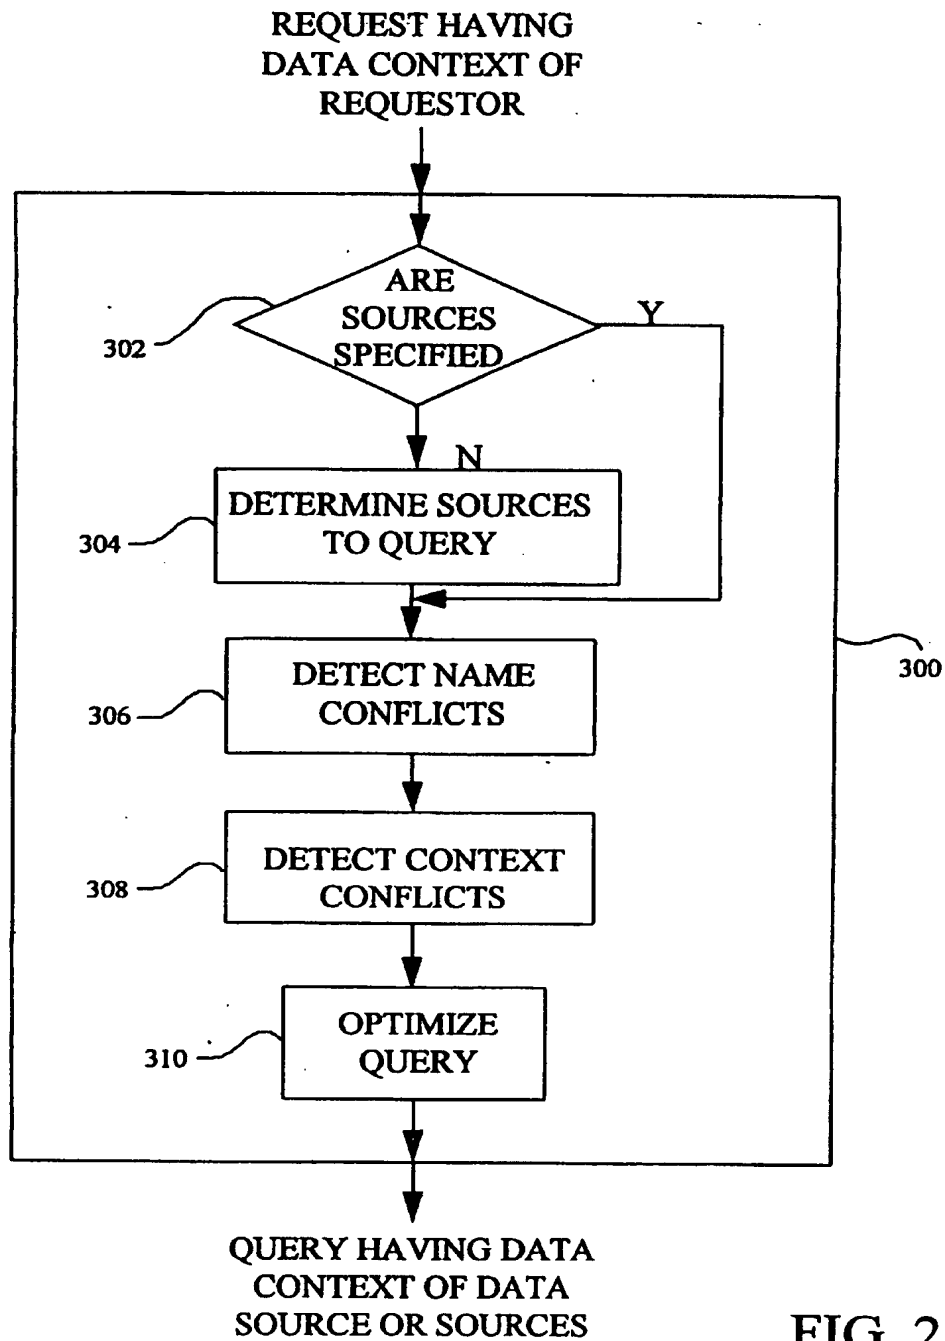 REQUEST HAVING
DATA CONTEXT OF
REQUESTOR
ARE
SOURCES
SPECIFIED
Y
302
N
DETERMINE SOURCES
TO QUERY
304
300
DETECT NAME
CONFLICTS
306
DETECT CONTEXT
CONFLICTS
308
OPTIMIZE
QUERY
310
QUERY HAVING DATA
CONTEXT OF DATA
SOURCE OR SOURCES
FIG. 2